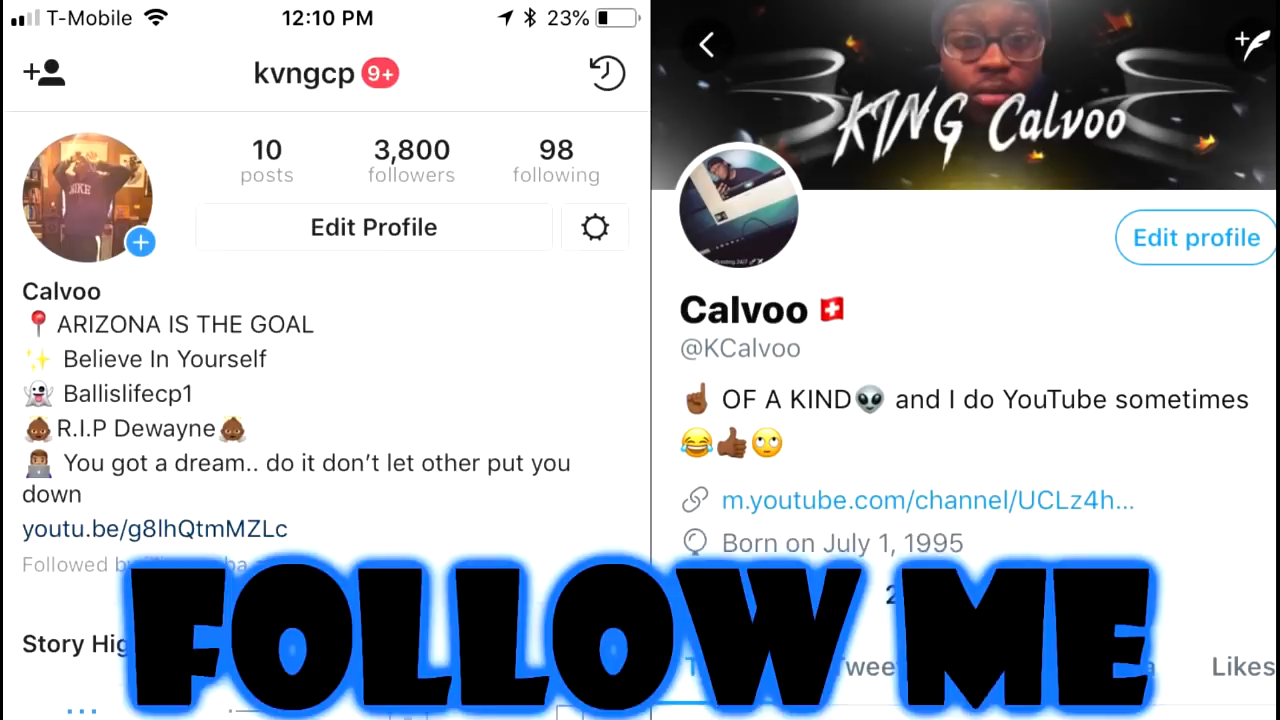 T-Mobile 12:10 PM 23%
kvngcp 9+
10 3,800 98
posts followers following
Edit Profile
Calvoo
📍 ARIZONA IS THE GOAL
✨ Believe In Yourself
👻 Ballislifecp1
👼🏾R.I.P Dewayne👼🏾
👨🏽‍💻 You got a dream.. do it don’t let other put you
down
youtu.be/g8lhQtmMZLc
Followed
Story Hig
KING Calvoo
NIKE
Edit profile
Calvoo 🇨🇭
@KCalvoo
☝🏾 OF A KIND👽 and I do YouTube sometimes
😂👍🏾🙄
m.youtube.com/channel/UCLz4h...
Born on July 1, 1995
Likes
FOLLOW ME